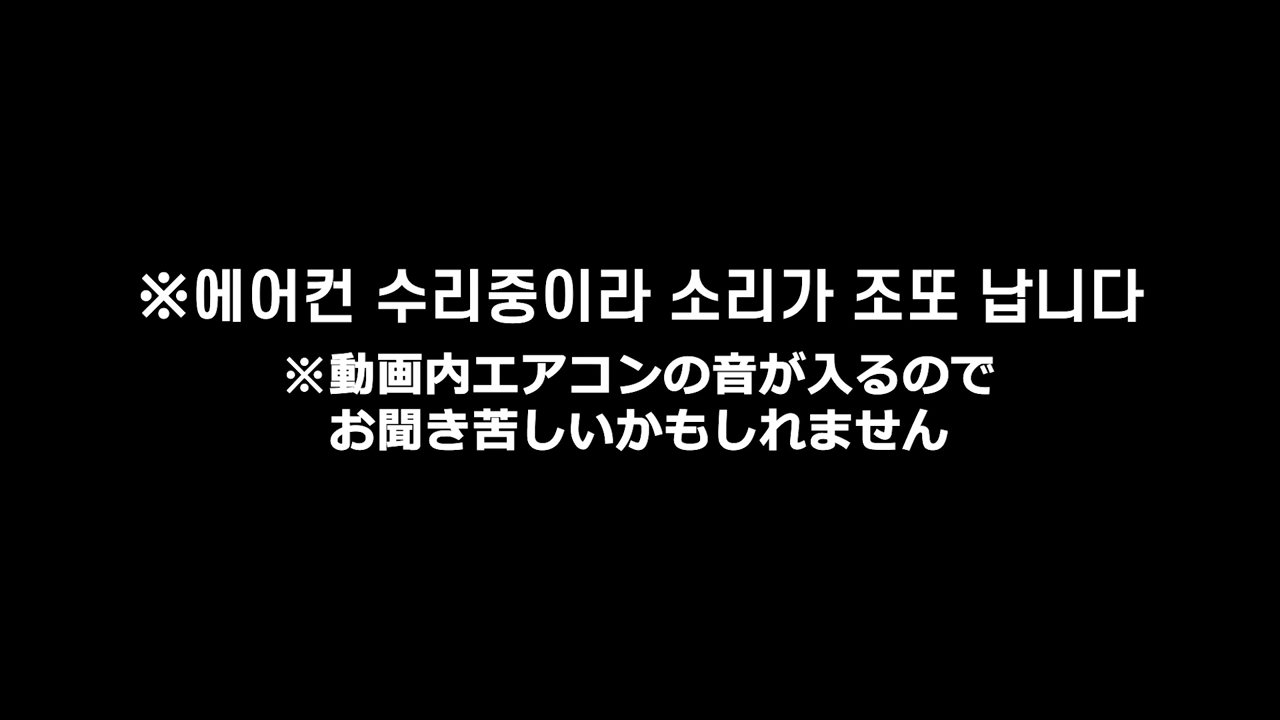 ※에어컨 수리중이라 소리가 조또 납니다
※動画内エアコンの音が入るので
お聞き苦しいかもしれません